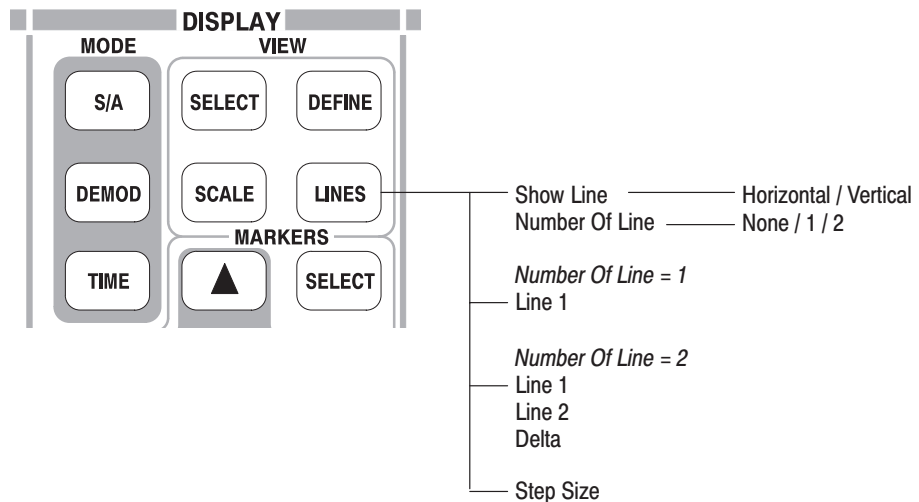 DISPLAY
MODE
VIEW
S/A
SELECT
DEFINE
DEMOD
SCALE
LINES
MARKERS
TIME
SELECT
Show Line
Horizontal / Vertical
Number Of Line
None / 1 / 2
Number Of Line = 1
Line 1
Number Of Line = 2
Line 1
Line 2
Delta
Step Size